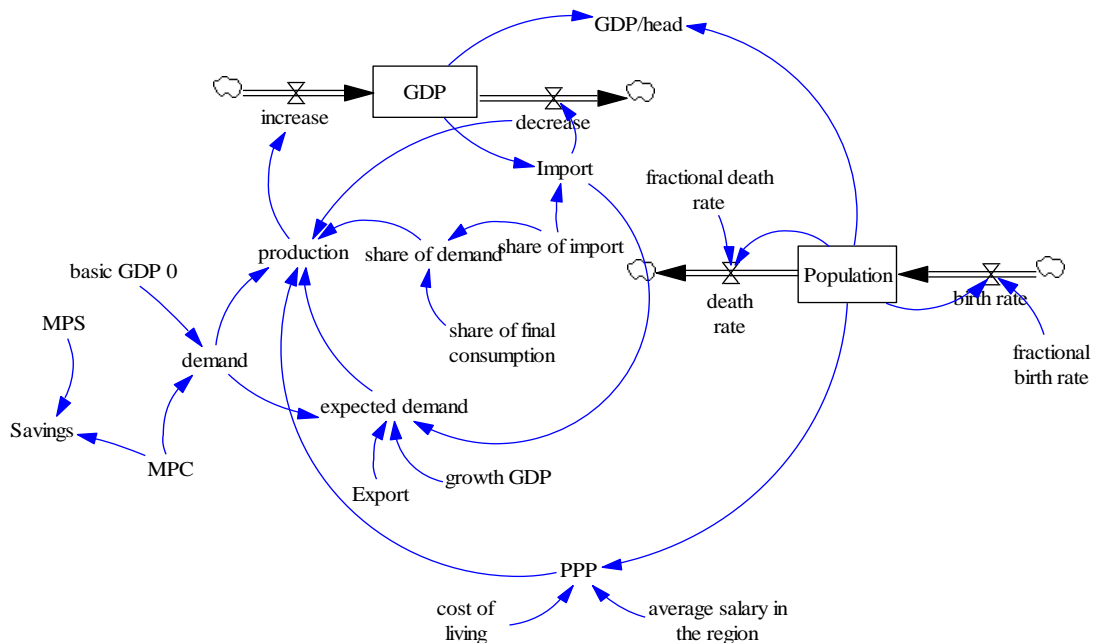 GDP/head
GDP
increase
decrease
Import
fractional death
rate
production
share of demand
share of import
basic GDP 0
Population
death
rate
birth rate
MPS
share of final
consumption
demand
fractional
birth rate
expected demand
Savings
MPC
growth GDP
Export
PPP
cost of
living
average salary in
the region